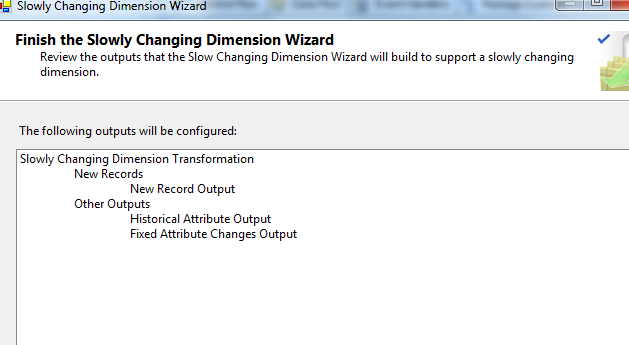 Slowly Changing Dimension Wizard
Finish the Slowly Changing Dimension Wizard
Review the outputs that the Slow Changing Dimension Wizard will build to support a slowly changing
dimension.
The following outputs will be configured:
Slowly Changing Dimension Transformation
New Records
New Record Output
Other Outputs
Historical Attribute Output
Fixed Attribute Changes Output